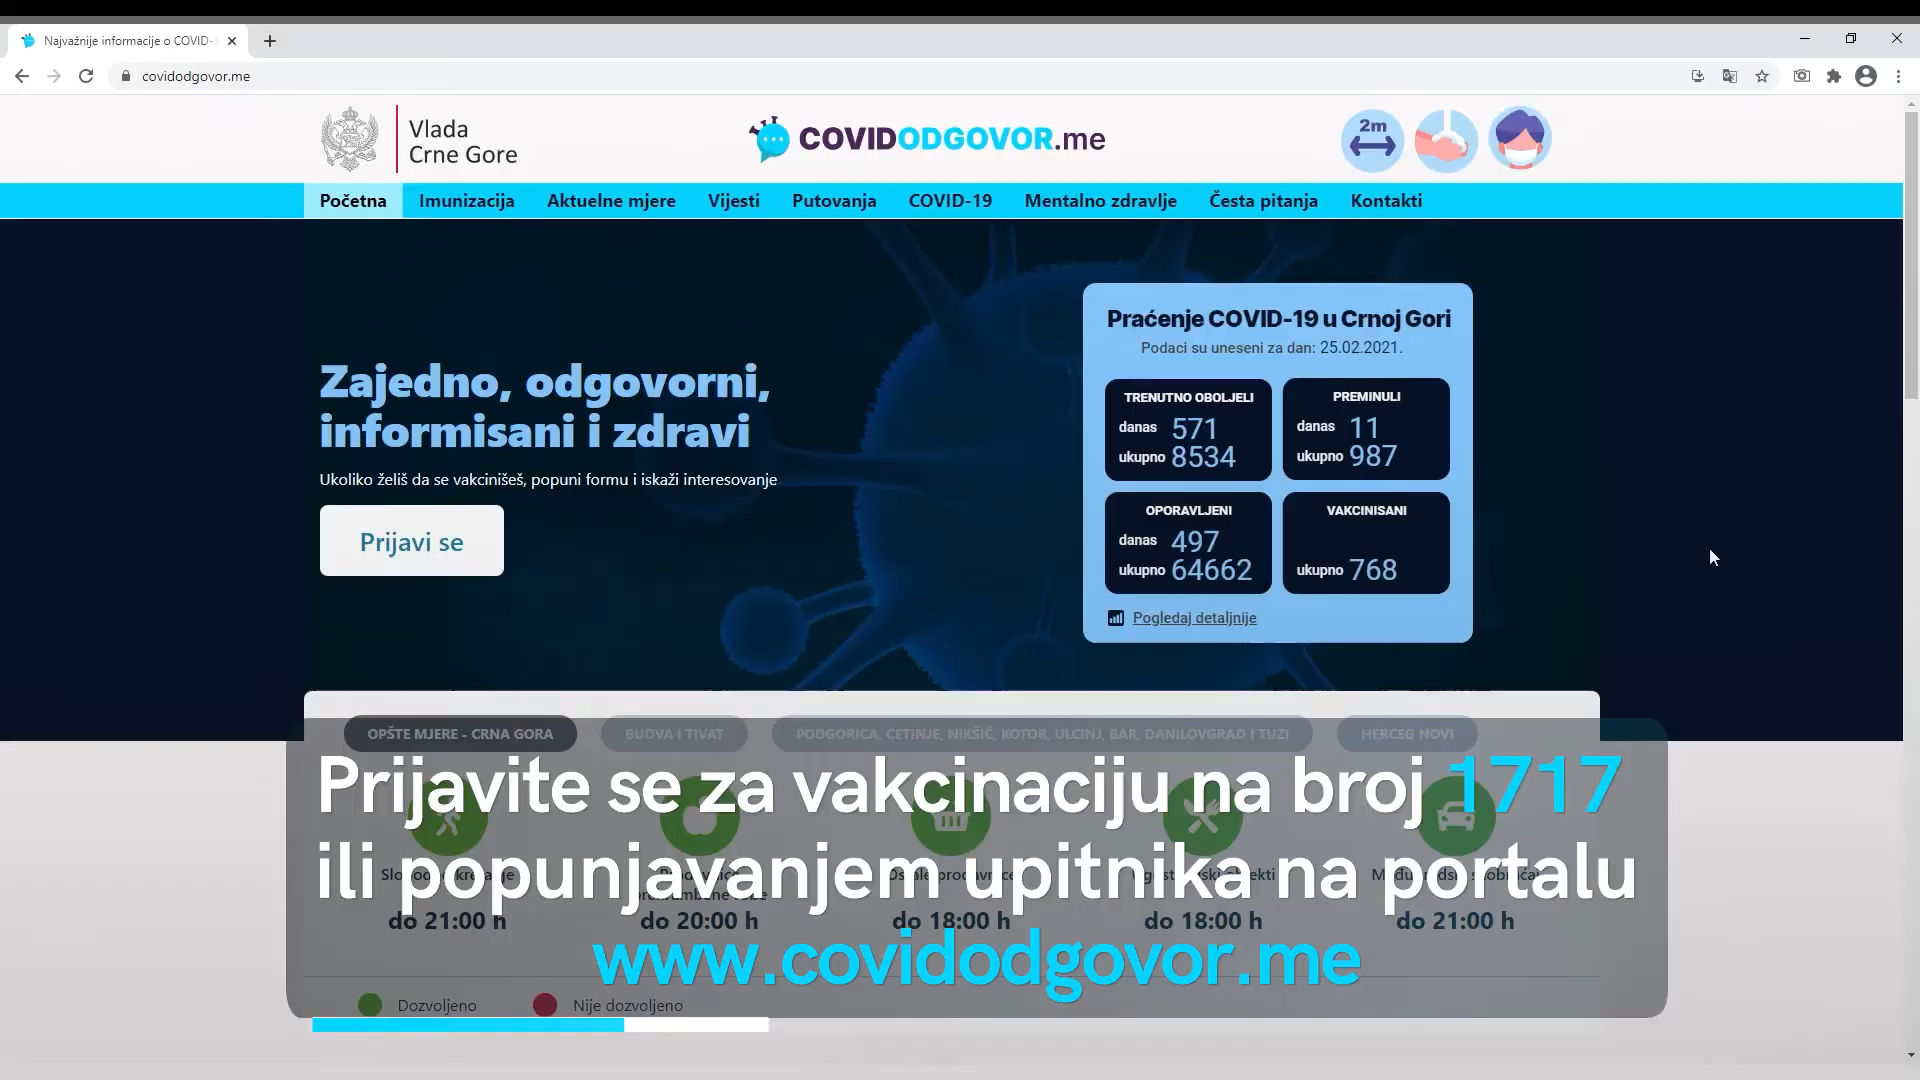 Najvažnije informacije o COVID-1
covidodgovor.me
Vlada
Crne Gore
COVIDODGOVOR.me
2m
Početna Imunizacija Aktuelne mjere Vijesti Putovanja COVID-19 Mentalno zdravlje Česta pitanja Kontakti
Zajedno, odgovorni,
informisani i zdravi
Ukoliko želiš da se vakcinišeš, popuni formu i iskaži interesovanje
Prijavi se
Praćenje COVID-19 u Crnoj Gori
Podaci su uneseni za dan: 25.02.2021.
TRENUTNO OBOLJELI
danas 571
ukupno 8534
PREMINULI
danas 11
ukupno 987
OPORAVLJENI
danas 497
ukupno 64662
VAKCINISANI
ukupno 768
Pogledaj detaljnije
OPŠTE MJERE - CRNA GORA
BUDVA I TIVAT
PODGORICA, CETINJE, NIKŠIĆ, KOTOR, ULCINJ, BAR, DANILOVGRAD I TUZI
HERCEG NOVI
Prijavite se za vakcinaciju na broj 1717
ili popunjavanjem upitnika na portalu
www.covidodgovor.me
do 21:00 h
do 20:00 h
do 18:00 h
do 18:00 h
do 21:00 h
Dozvoljeno
Nije dozvoljeno